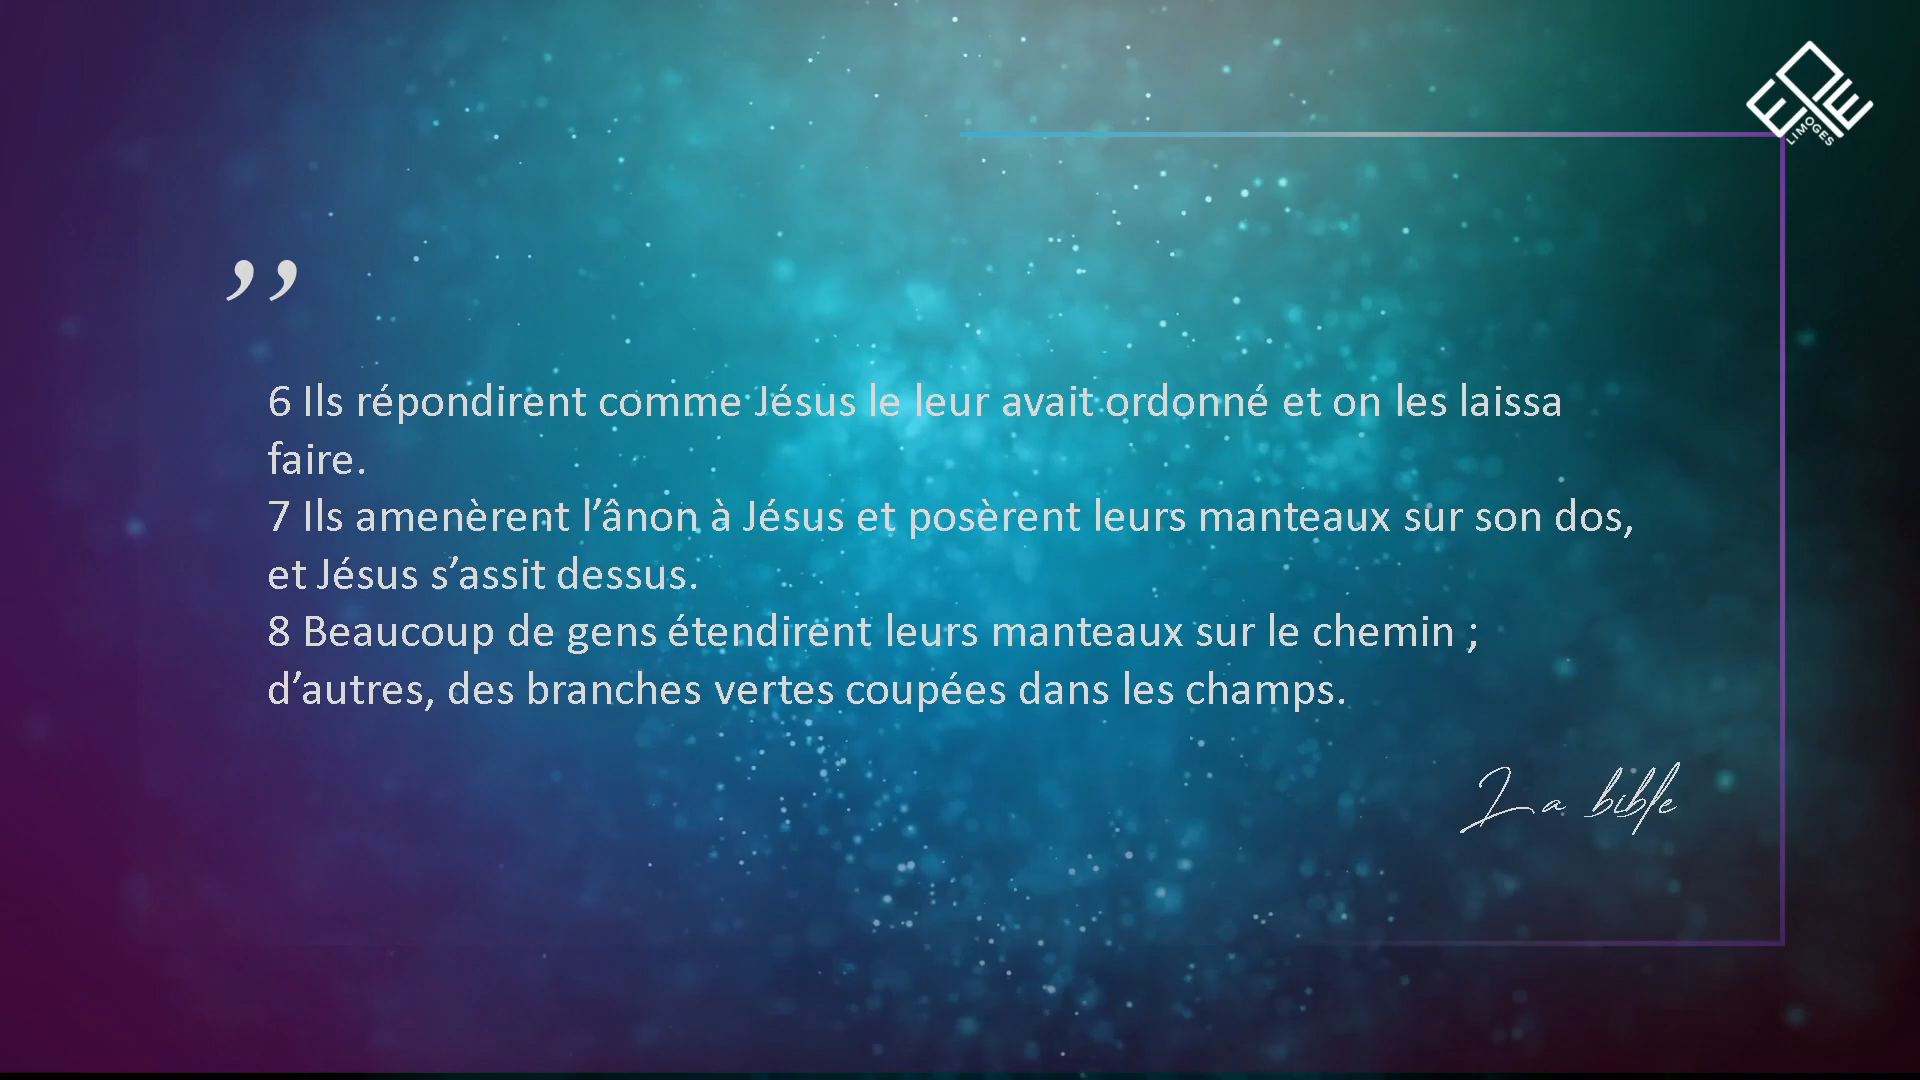 EPE
LIMOGES
”
6 Ils répondirent comme Jésus le leur avait ordonné et on les laissa
faire.
7 Ils amenèrent l’ânon à Jésus et posèrent leurs manteaux sur son dos,
et Jésus s’assit dessus.
8 Beaucoup de gens étendirent leurs manteaux sur le chemin ;
d’autres, des branches vertes coupées dans les champs.
La bible